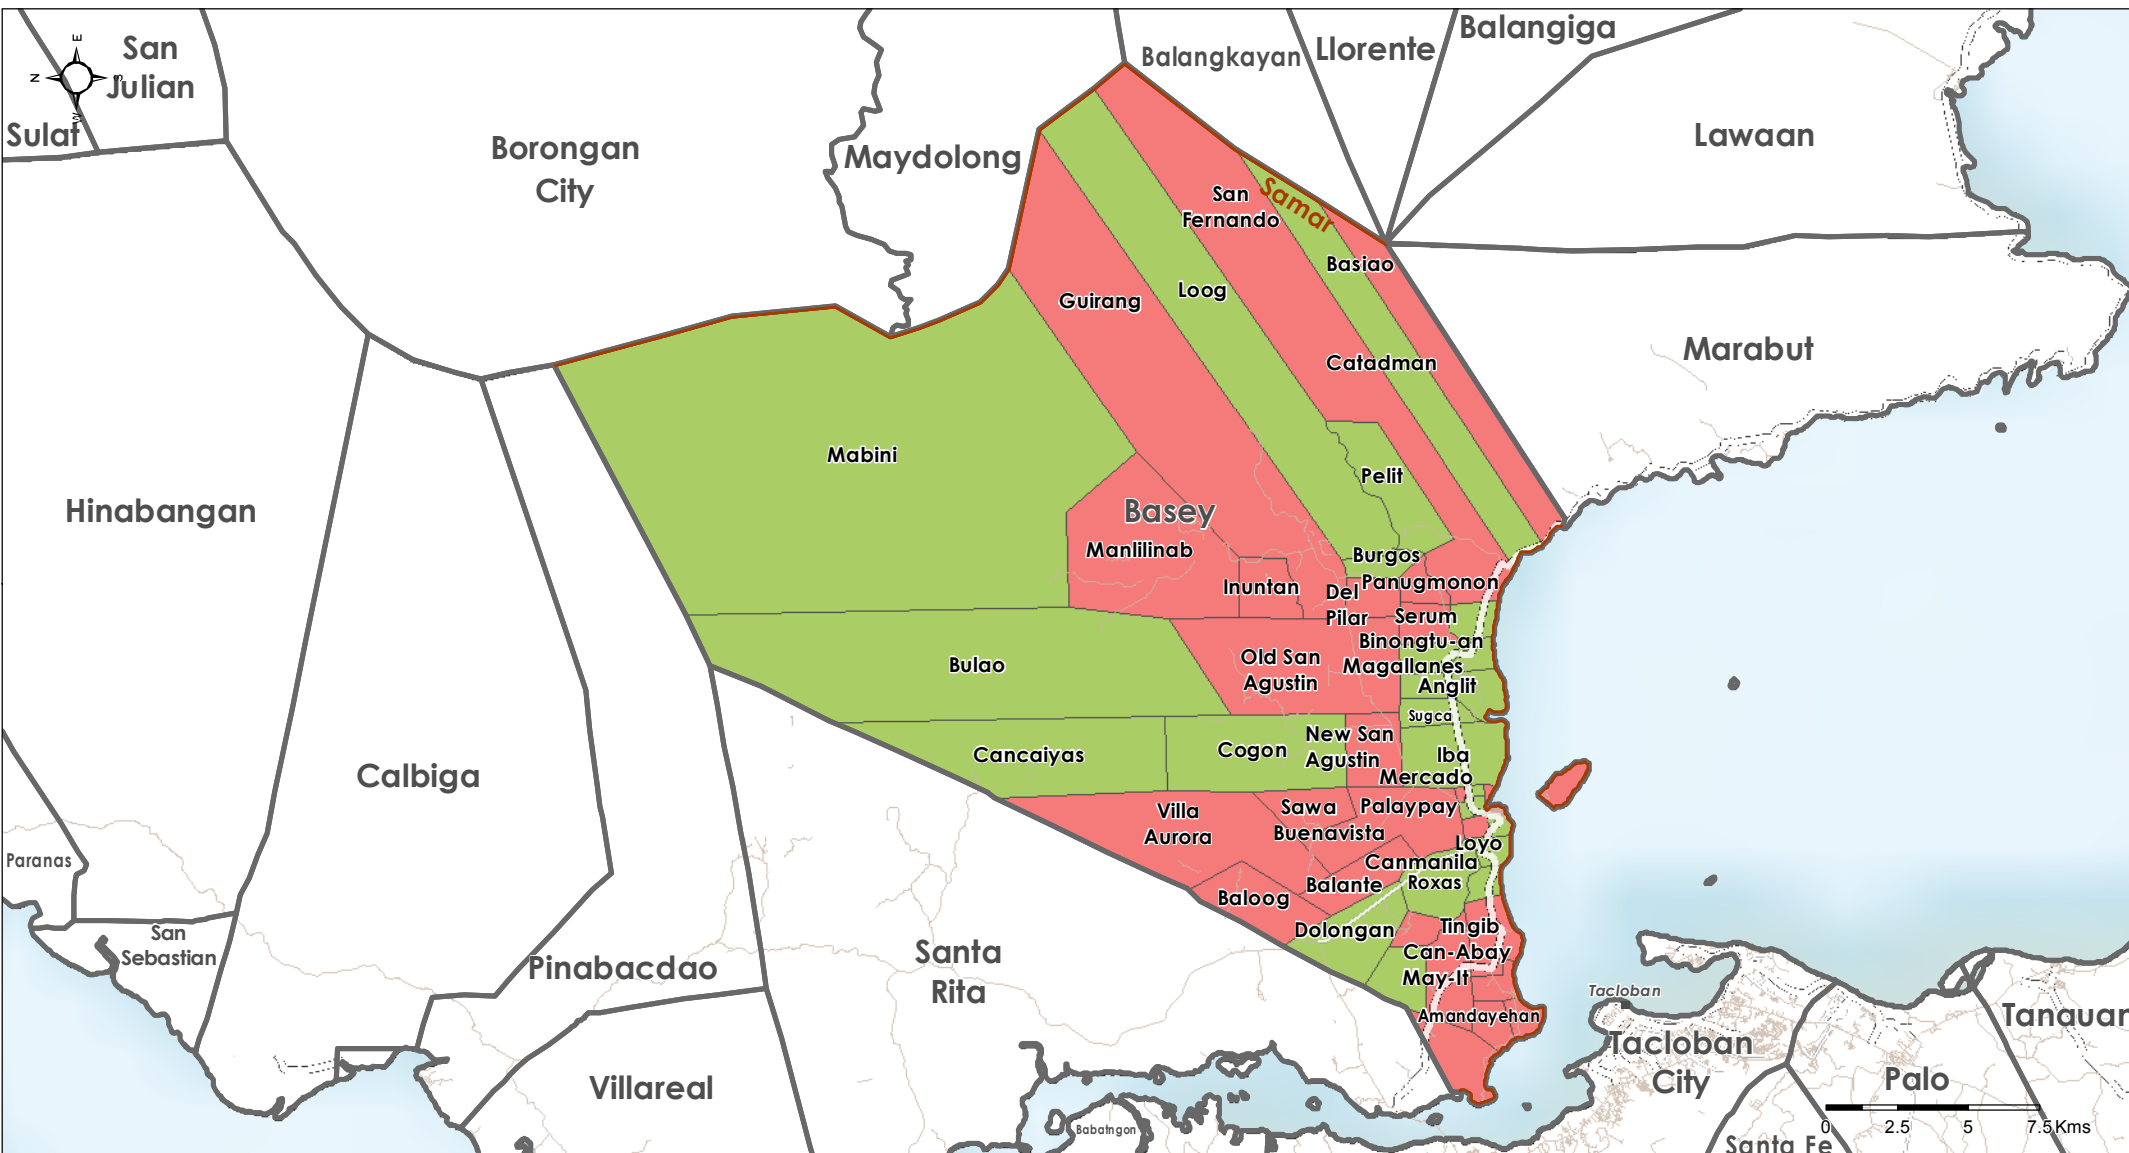 San
Julian
Sulat
E
N
S
W
Borongan
City
Maydolong
Balangkayan
Llorente
Balangiga
Lawaan
Marabut
Samar
San
Fernando
Basiao
Guirang
Loog
Catadman
Mabini
Pelit
Basey
Manlilinab
Inuntan
Burgos
Del
Pilar
Panugmonon
Serum
Binongtu-an
Magallanes
Anglit
Sugca
Old San
Agustin
Bulao
Cancaiyas
Cogon
New San
Agustin
Iba
Mercado
Villa
Aurora
Sawa
Palaypay
Buenavista
Loyo
Canmanila
Roxas
Balante
Baloog
Dolongan
Tingib
Can-Abay
May-It
Amandayehan
Hinabangan
Calbiga
Paranas
San
Sebastian
Pinabacdao
Santa
Rita
Villareal
Babatngon
Tacloban
Tacloban
City
Palo
Tanauan
Santa Fe
0 2.5 5 7.5 Kms